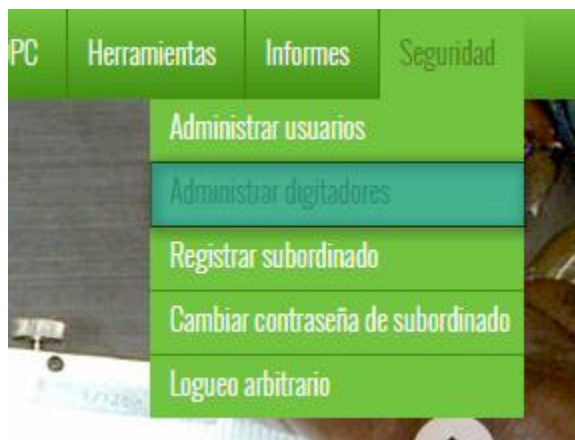 PC Herramientas Informes Seguridad
Administrar usuarios
Administrar digitadores
Registrar subordinado
Cambiar contraseña de subordinado
Logueo arbitrario